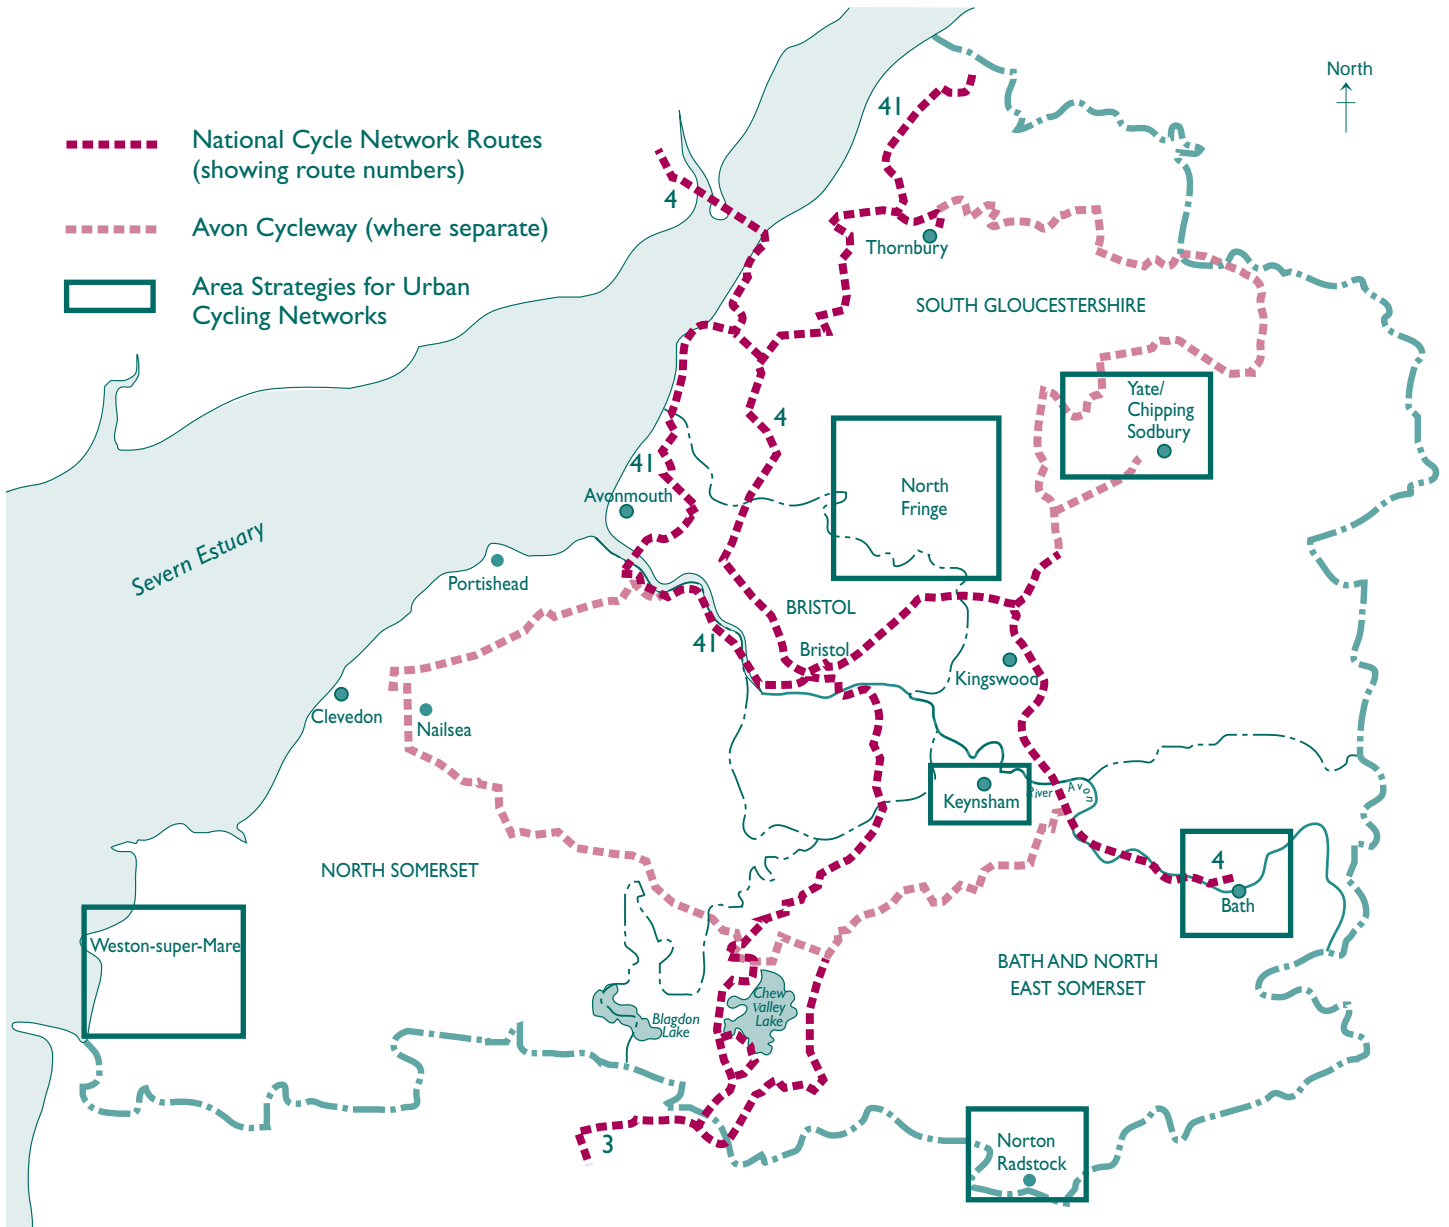 North
41
National Cycle Network Routes
(showing route numbers)
4
Avon Cycleway (where separate)
Thornbury
Area Strategies for Urban
Cycling Networks
SOUTH GLOUCESTERSHIRE
Yate/
Chipping
Sodbury
4
41
Avonmouth
North
Fringe
Severn Estuary
Portishead
BRISTOL
41
Bristol
Kingswood
Clevedon
Nailsea
Keynsham
River Avon
4
Bath
NORTH SOMERSET
Weston-super-Mare
BATH AND NORTH
EAST SOMERSET
Chew
Valley
Lake
Blagdon
Lake
3
Norton
Radstock